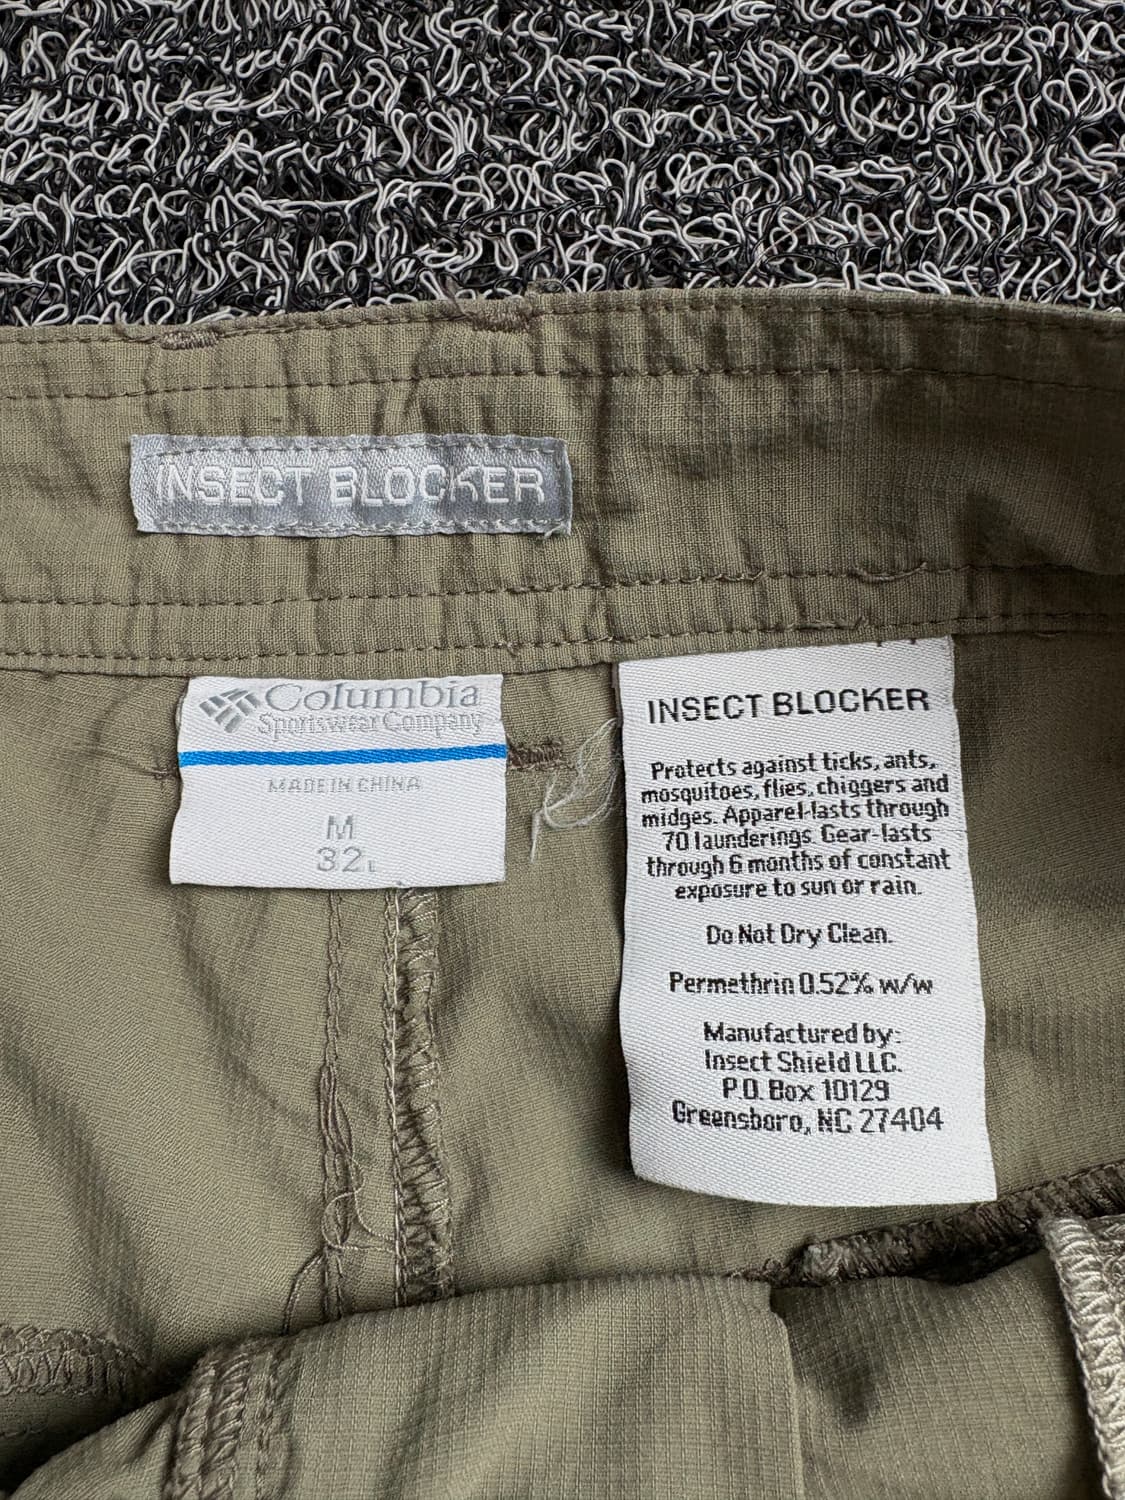 INSECT BLOCKER
Columbia
Sportswear Company
MADE IN CHINA
M
32L
INSECT BLOCKER
Protects against ticks, ants,
mosquitoes, flies, chiggers and
midges. Apparel-lasts through
70 launderings. Gear-lasts
through 6 months of constant
exposure to sun or rain.
Do Not Dry Clean.
Permethrin 0.52% w/w
Manufactured by:
Insect Shield LLC.
P.O. Box 10129
Greensboro, NC 27404